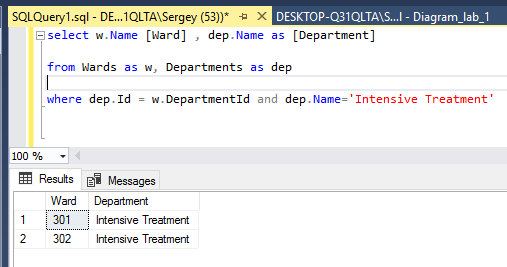 SQLQuery1.sql - DE...1QLTA\Sergey (53))*
DESKTOP-Q31QLTA\S...I - Diagram_lab_1
select w.Name [Ward] , dep.Name as [Department]
from Wards as w, Departments as dep
where dep.Id = w.DepartmentId and dep.Name='Intensive Treatment'
100 %
Results Messages
Ward Department
1 301 Intensive Treatment
2 302 Intensive Treatment